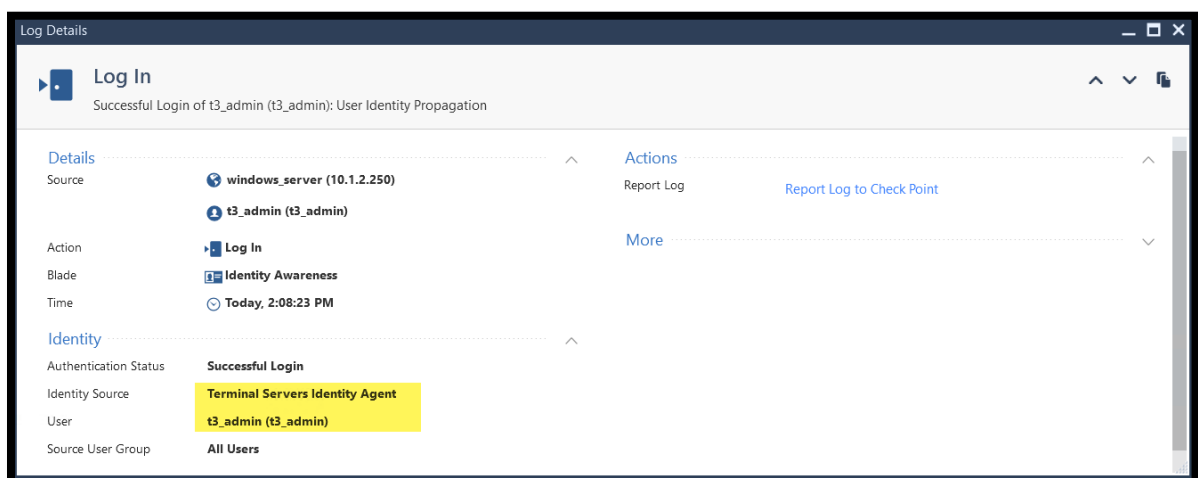 Log Details
Log In
Successful Login of t3_admin (t3_admin): User Identity Propagation
Details
Source windows_server (10.1.2.250)
t3_admin (t3_admin)
Action Log In
Blade Identity Awareness
Time Today, 2:08:23 PM
Identity
Authentication Status Successful Login
Identity Source Terminal Servers Identity Agent
User t3_admin (t3_admin)
Source User Group All Users
Actions
Report Log Report Log to Check Point
More